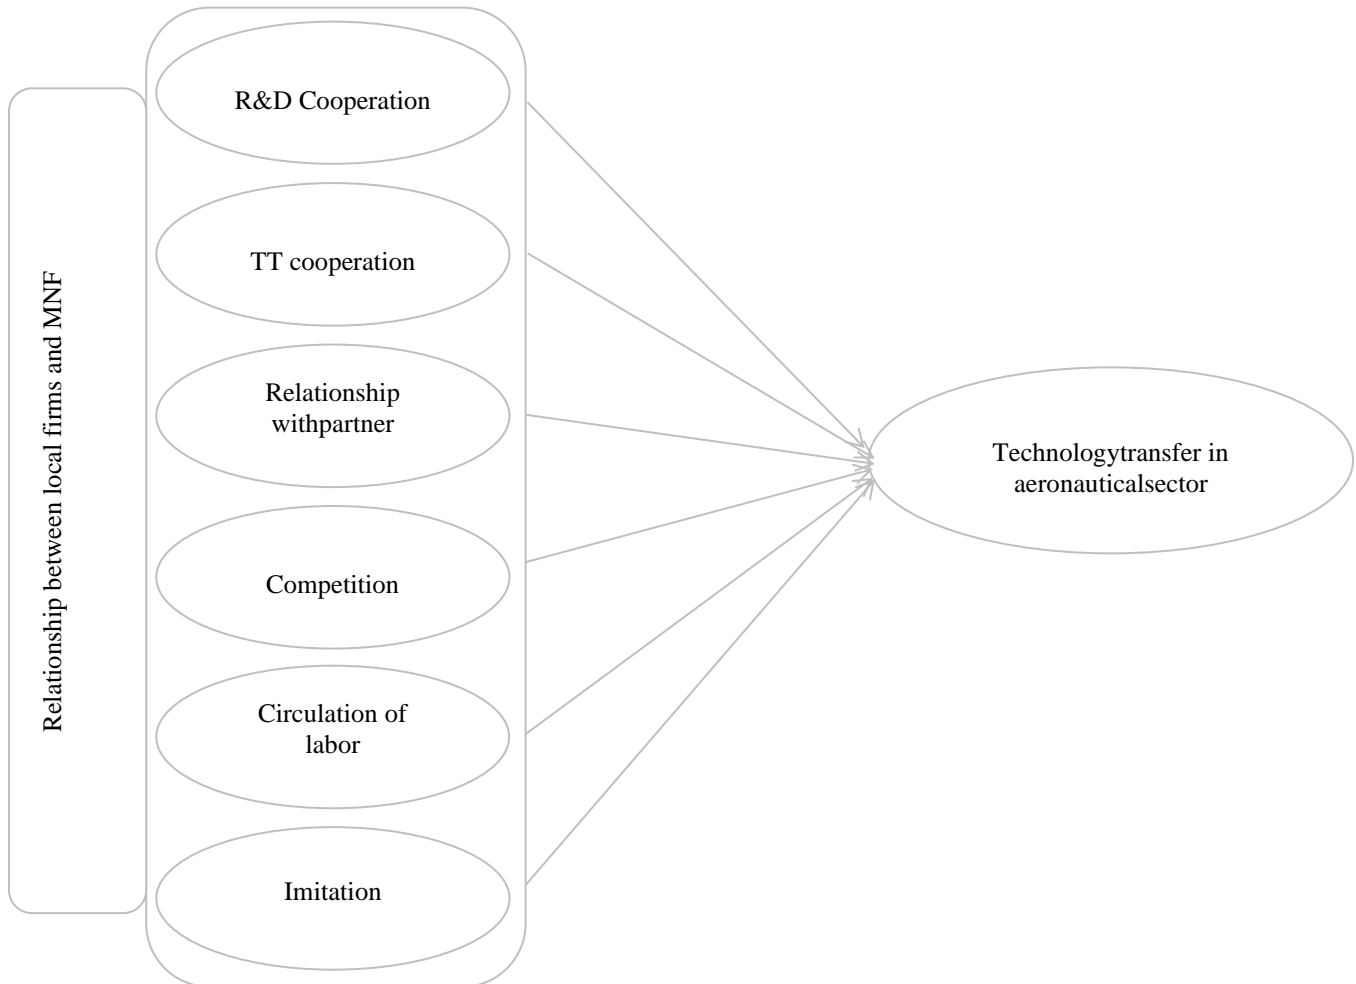 Relationship between local firms and MNF
R&D Cooperation
TT cooperation
Relationship
withpartner
Competition
Circulation of
labor
Imitation
Technologytransfer in
aeronauticalsector